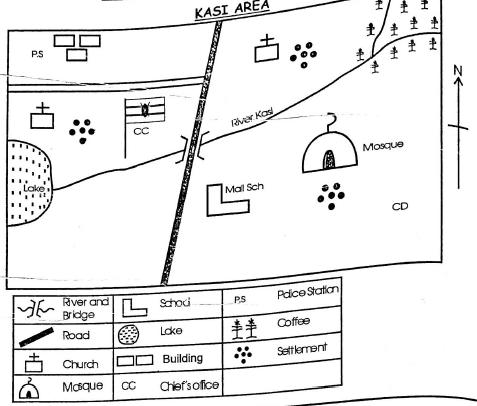 KASI AREA
P.S
N
River Kasi
CC
Mosque
Lake
Mall Sch
CD
River and Bridge
School
P.S
Police Station
Road
Lake
Coffee
Church
Building
Settlement
Mosque
CC
Chief's office